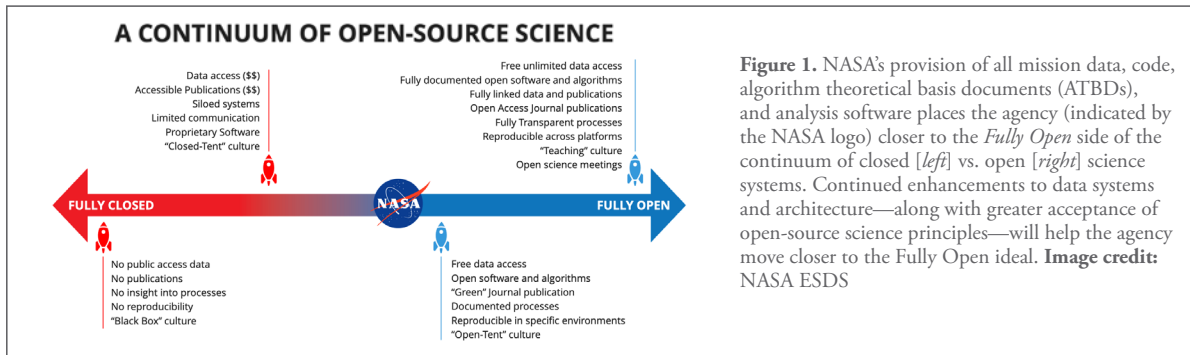 A CONTINUUM OF OPEN-SOURCE SCIENCE
Data access ($$)
Accessible Publications ($$)
Siloed systems
Limited communication
Proprietary Software
“Closed-Tent” culture
Free unlimited data access
Fully documented open software and algorithms
Fully linked data and publications
Open Access Journal publications
Fully Transparent processes
Reproducible across platforms
“Teaching” culture
Open science meetings
FULLY CLOSED
NASA
FULLY OPEN
No public access data
No publications
No insight into processes
No reproducibility
“Black Box” culture
Free data access
Open software and algorithms
“Green” Journal publication
Documented processes
Reproducible in specific environments
“Open-Tent” culture
Figure 1. NASA’s provision of all mission data, code,
algorithm theoretical basis documents (ATBDs),
and analysis software places the agency (indicated by
the NASA logo) closer to the Fully Open side of the
continuum of closed [left] vs. open [right] science
systems. Continued enhancements to data systems
and architecture—along with greater acceptance of
open-source science principles—will help the agency
move closer to the Fully Open ideal. Image credit:
NASA ESDS